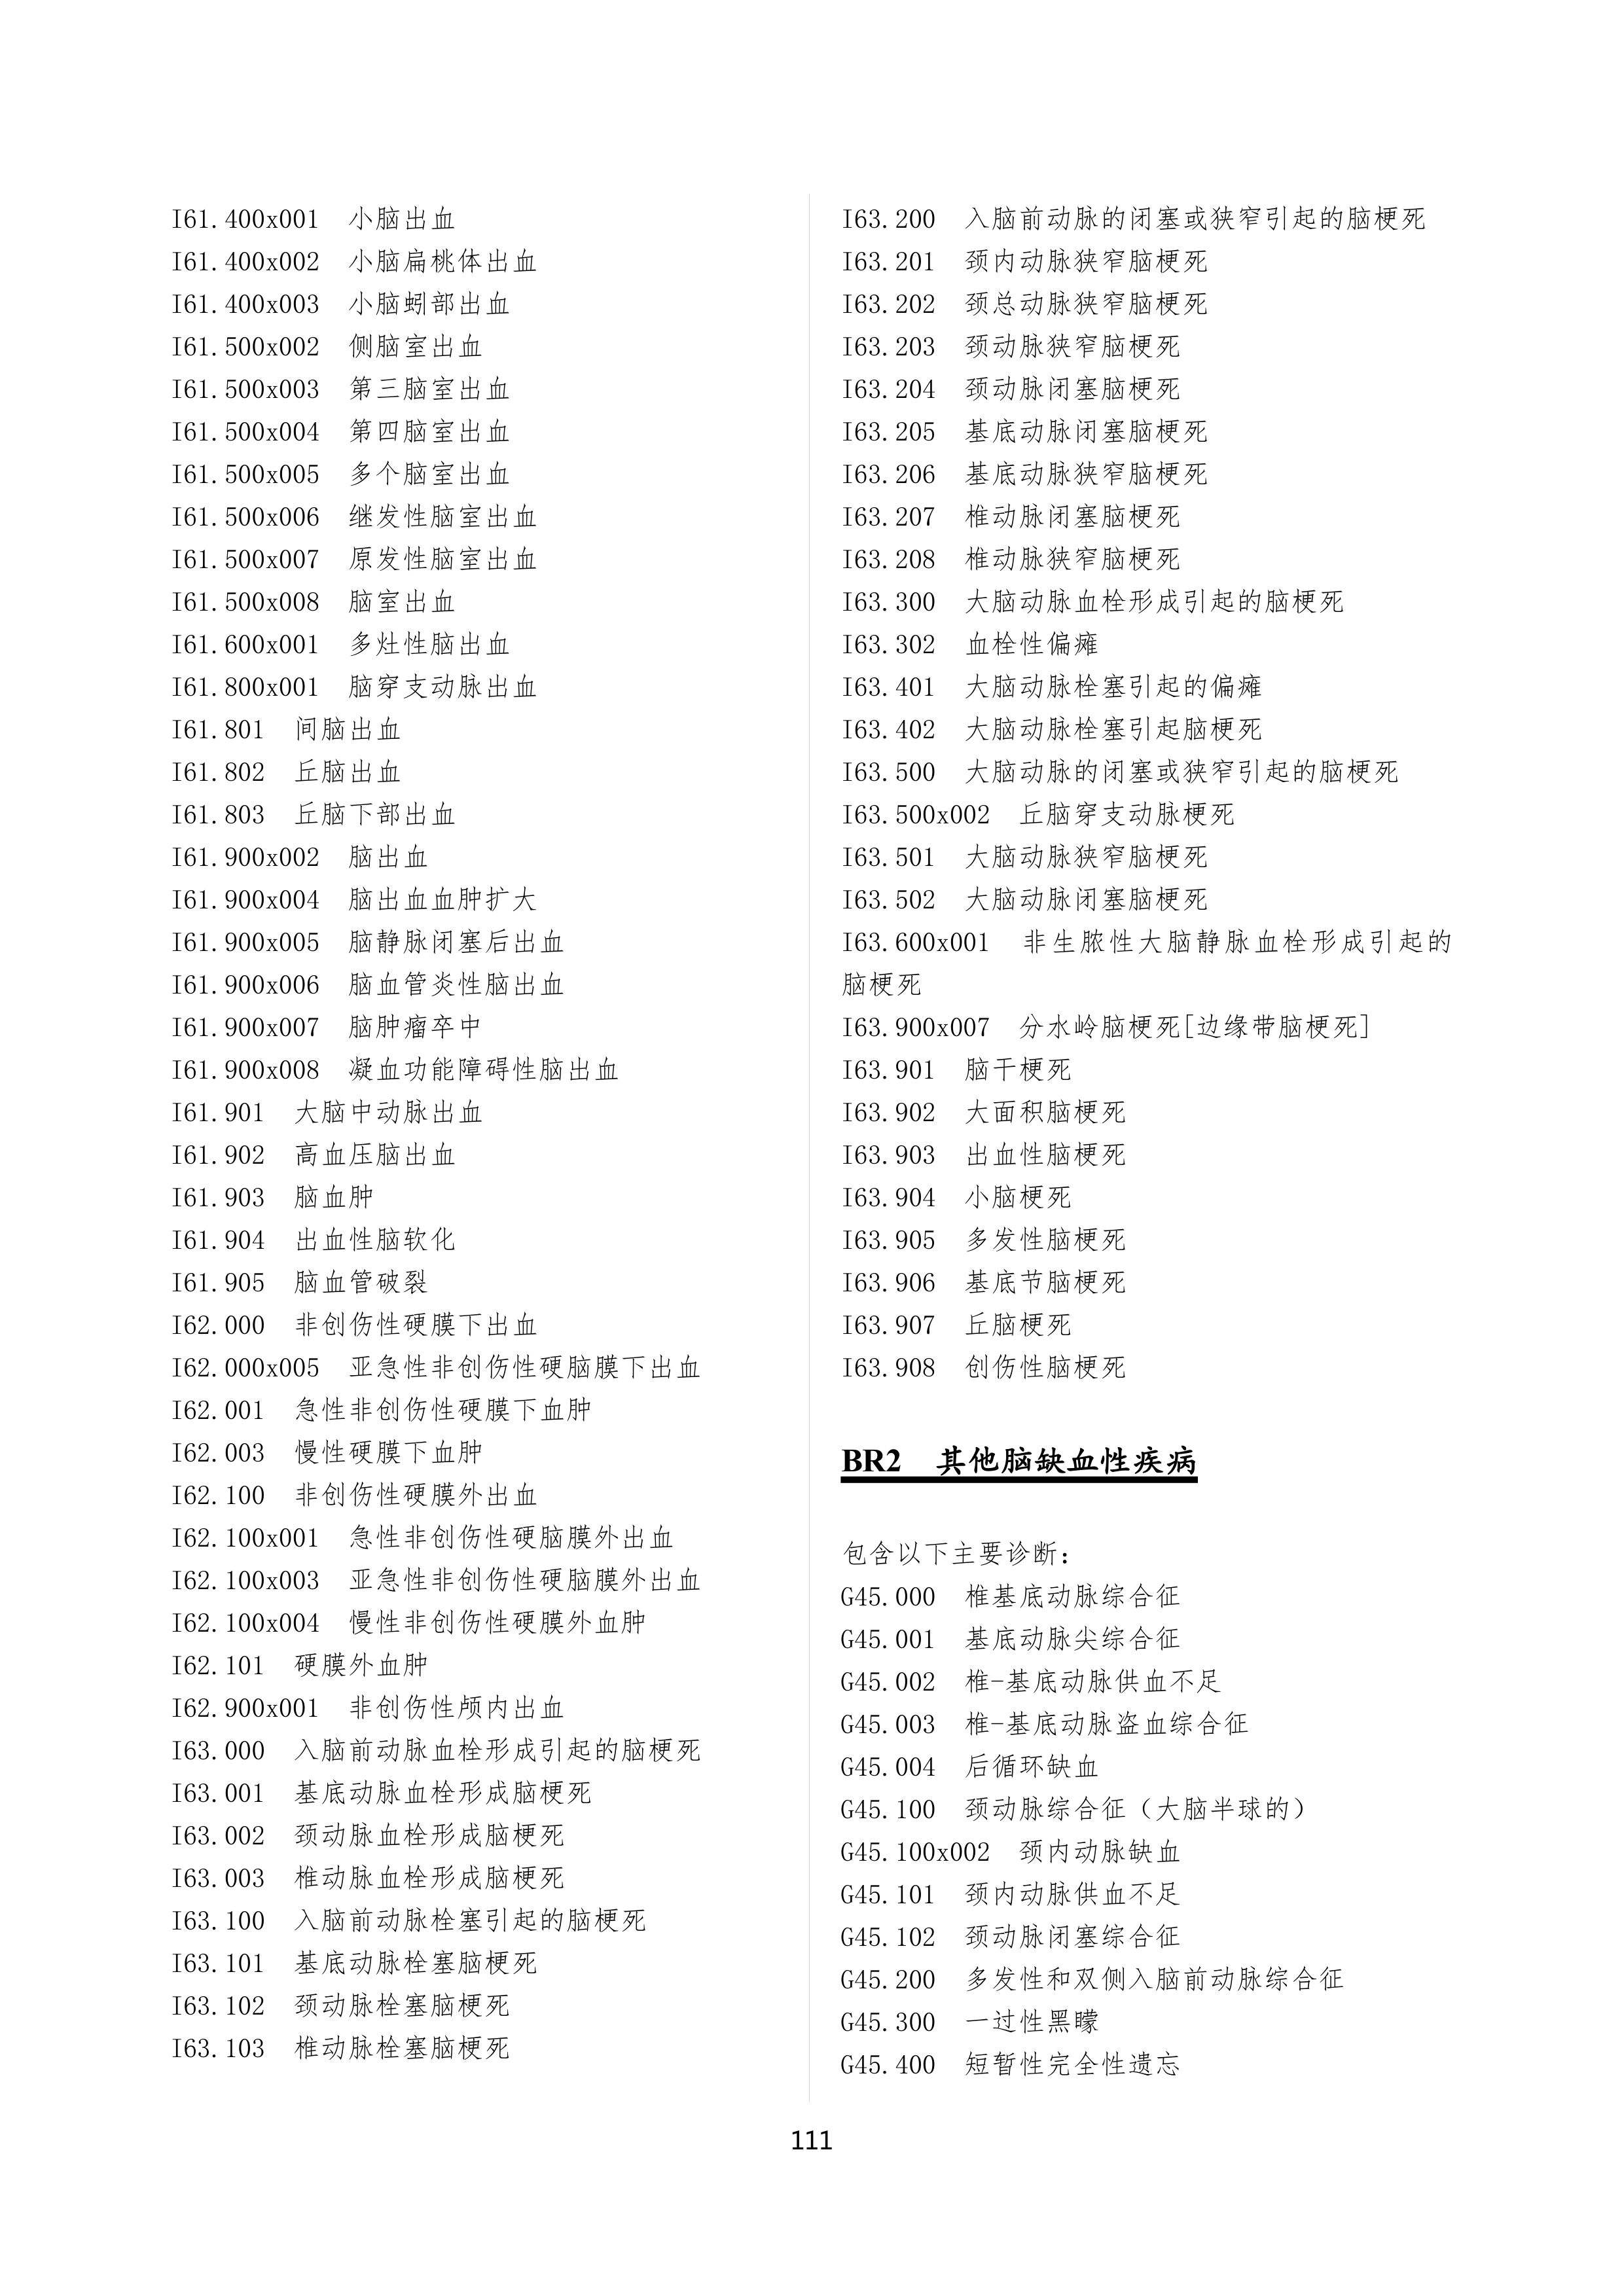 I61.400x001 小脑出血
I61.400x002 小脑扁桃体出血
I61.400x003 小脑蚓部出血
I61.500x002 侧脑室出血
I61.500x003 第三脑室出血
I61.500x004 第四脑室出血
I61.500x005 多个脑室出血
I61.500x006 继发性脑室出血
I61.500x007 原发性脑室出血
I61.500x008 脑室出血
I61.600x001 多灶性脑出血
I61.800x001 脑穿支动脉出血
I61.801 间脑出血
I61.802 丘脑出血
I61.803 丘脑下部出血
I61.900x002 脑出血
I61.900x004 脑出血血肿扩大
I61.900x005 脑静脉闭塞后出血
I61.900x006 脑血管炎性脑出血
I61.900x007 脑肿瘤卒中
I61.900x008 凝血功能障碍性脑出血
I61.901 大脑中动脉出血
I61.902 高血压脑出血
I61.903 脑血肿
I61.904 出血性脑软化
I61.905 脑血管破裂
I62.000 非创伤性硬膜下出血
I62.000x005 亚急性非创伤性硬脑膜下出血
I62.001 急性非创伤性硬膜下血肿
I62.003 慢性硬膜下血肿
I62.100 非创伤性硬膜外出血
I62.100x001 急性非创伤性硬脑膜外出血
I62.100x003 亚急性非创伤性硬脑膜外出血
I62.100x004 慢性非创伤性硬膜外血肿
I62.101 硬膜外血肿
I62.900x001 非创伤性颅内出血
I63.000 入脑前动脉血栓形成引起的脑梗死
I63.001 基底动脉血栓形成脑梗死
I63.002 颈动脉血栓形成脑梗死
I63.003 椎动脉血栓形成脑梗死
I63.100 入脑前动脉栓塞引起的脑梗死
I63.101 基底动脉栓塞脑梗死
I63.102 颈动脉栓塞脑梗死
I63.103 椎动脉栓塞脑梗死
I63.200 入脑前动脉的闭塞或狭窄引起的脑梗死
I63.201 颈内动脉狭窄脑梗死
I63.202 颈总动脉狭窄脑梗死
I63.203 颈动脉狭窄脑梗死
I63.204 颈动脉闭塞脑梗死
I63.205 基底动脉闭塞脑梗死
I63.206 基底动脉狭窄脑梗死
I63.207 椎动脉闭塞脑梗死
I63.208 椎动脉狭窄脑梗死
I63.300 大脑动脉血栓形成引起的脑梗死
I63.302 血栓性偏瘫
I63.401 大脑动脉栓塞引起的偏瘫
I63.402 大脑动脉栓塞引起脑梗死
I63.500 大脑动脉的闭塞或狭窄引起的脑梗死
I63.500x002 丘脑穿支动脉梗死
I63.501 大脑动脉狭窄脑梗死
I63.502 大脑动脉闭塞脑梗死
I63.600x001 非生脓性大脑静脉血栓形成引起的
脑梗死
I63.900x007 分水岭脑梗死[边缘带脑梗死]
I63.901 脑干梗死
I63.902 大面积脑梗死
I63.903 出血性脑梗死
I63.904 小脑梗死
I63.905 多发性脑梗死
I63.906 基底节脑梗死
I63.907 丘脑梗死
I63.908 创伤性脑梗死
BR2 其他脑缺血性疾病
包含以下主要诊断：
G45.000 椎基底动脉综合征
G45.001 基底动脉尖综合征
G45.002 椎-基底动脉供血不足
G45.003 椎-基底动脉盗血综合征
G45.004 后循环缺血
G45.100 颈动脉综合征（大脑半球的）
G45.100x002 颈内动脉缺血
G45.101 颈内动脉供血不足
G45.102 颈动脉闭塞综合征
G45.200 多发性和双侧入脑前动脉综合征
G45.300 一过性黑矇
G45.400 短暂性完全性遗忘
111